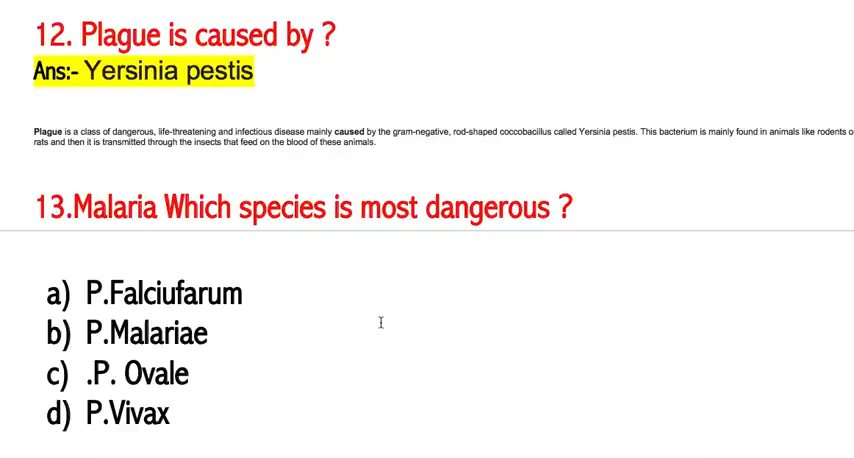 12. Plague is caused by ?
Ans:- Yersinia pestis
Plague is a class of dangerous, life-threatening and infectious disease mainly caused by the gram-negative, rod-shaped coccobacillus called Yersinia pestis. This bacterium is mainly found in animals like rodents o
rats and then it is transmitted through the insects that feed on the blood of these animals.
13.Malaria Which species is most dangerous ?
a) P.Falciufarum
b) P.Malariae
c) .P. Ovale
d) P.Vivax